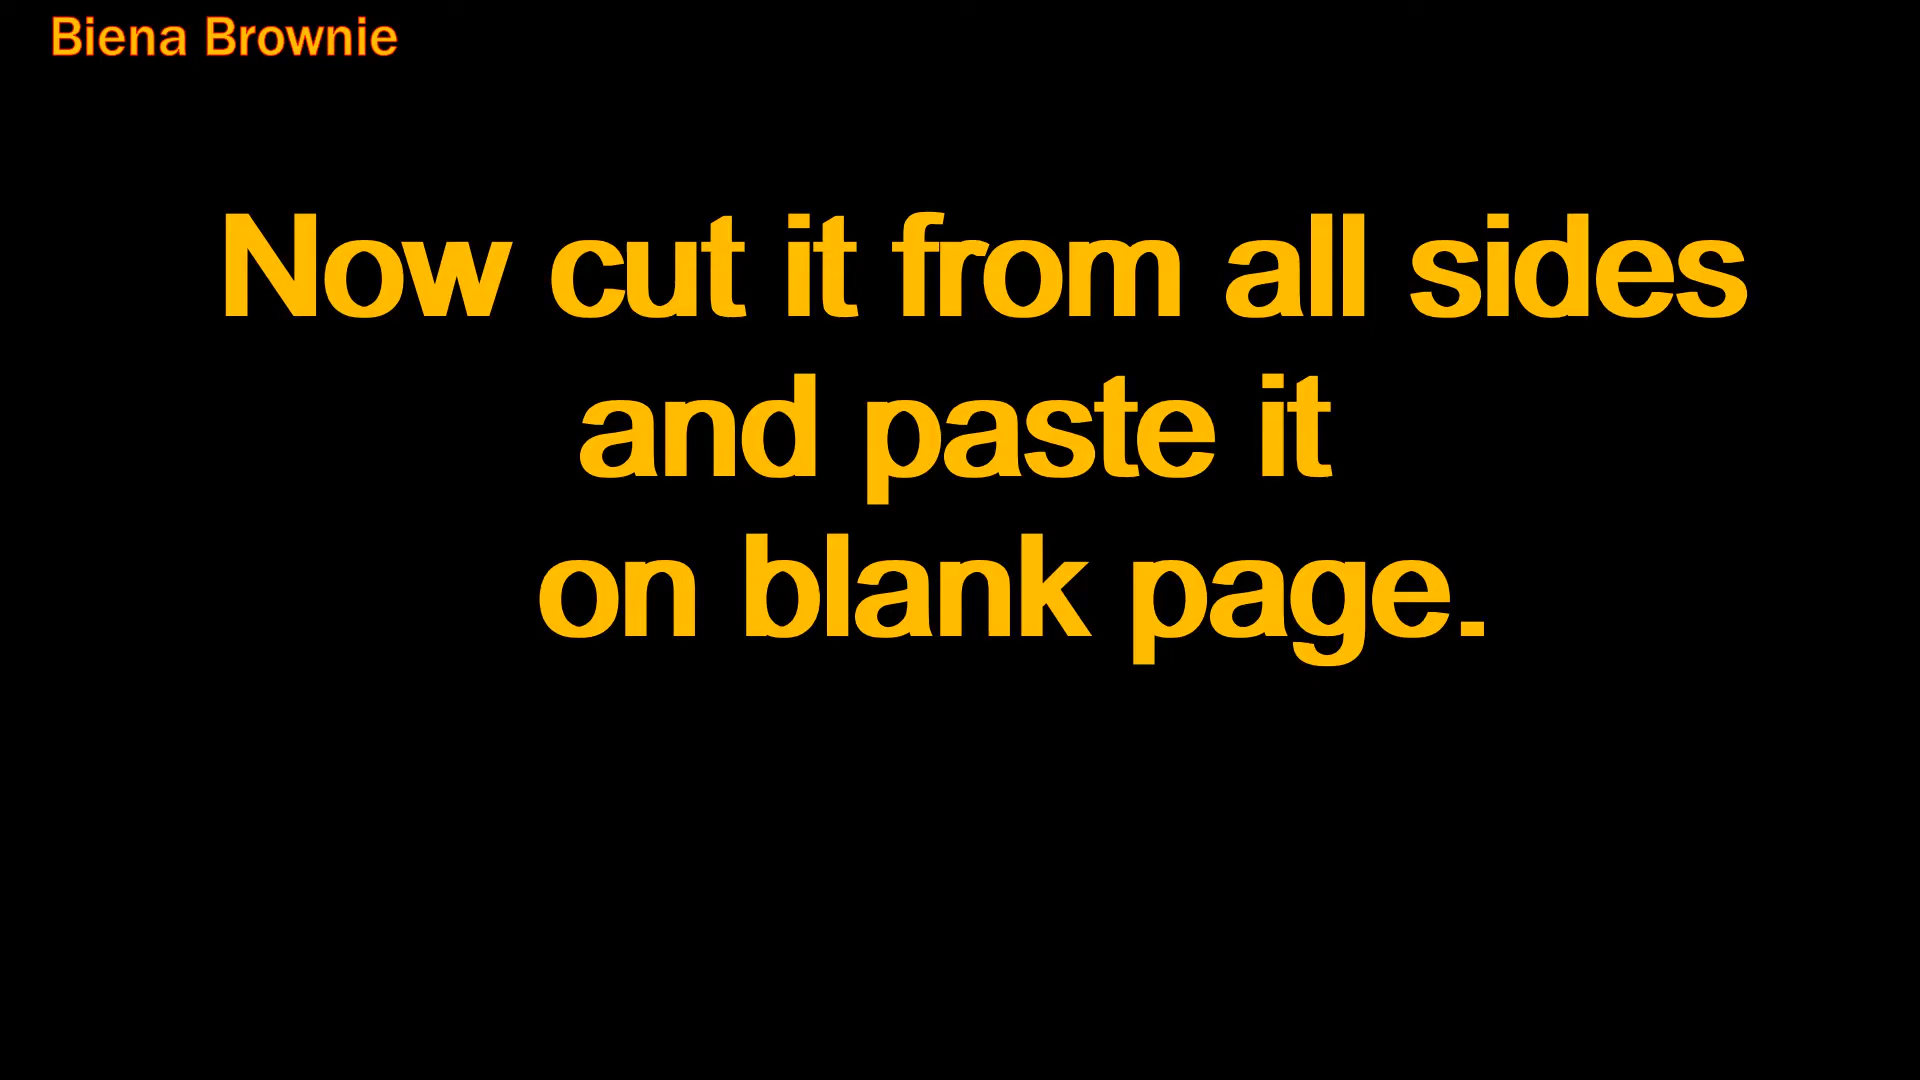 Biena Brownie
Now cut it from all sides
and paste it
on blank page.